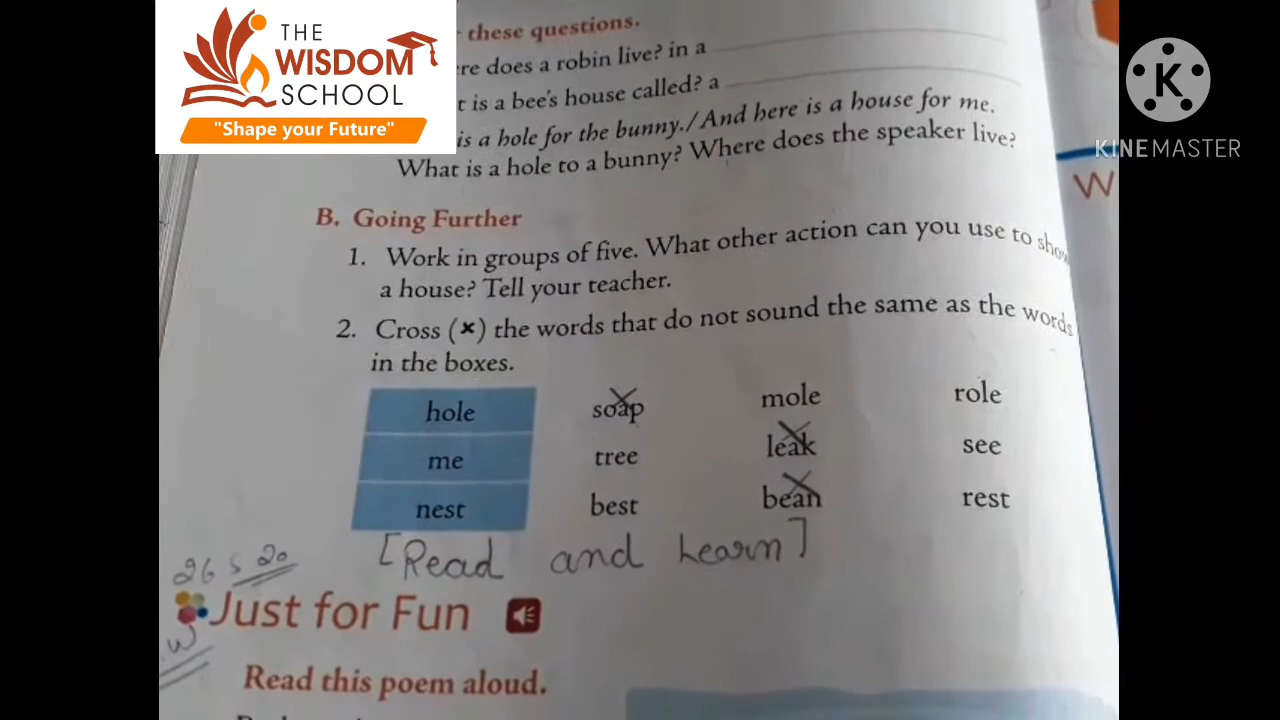 THE
WISDOM
SCHOOL
"Shape your Future"
K
KINEMASTER
these questions.
does a robin live? in a
is a bee's house called? a
is a hole for the bunny./And here is a house for me.
What is a hole to a bunny? Where does the speaker live?
W
B. Going Further
1. Work in groups of five. What other action can you use to show
a house? Tell your teacher.
2. Cross (✗) the words that do not sound the same as the words
in the boxes.
hole soap mole role
me tree leak see
nest best bean rest
[Read and Learn]
26 5 20
Just for Fun
W
Read this poem aloud.